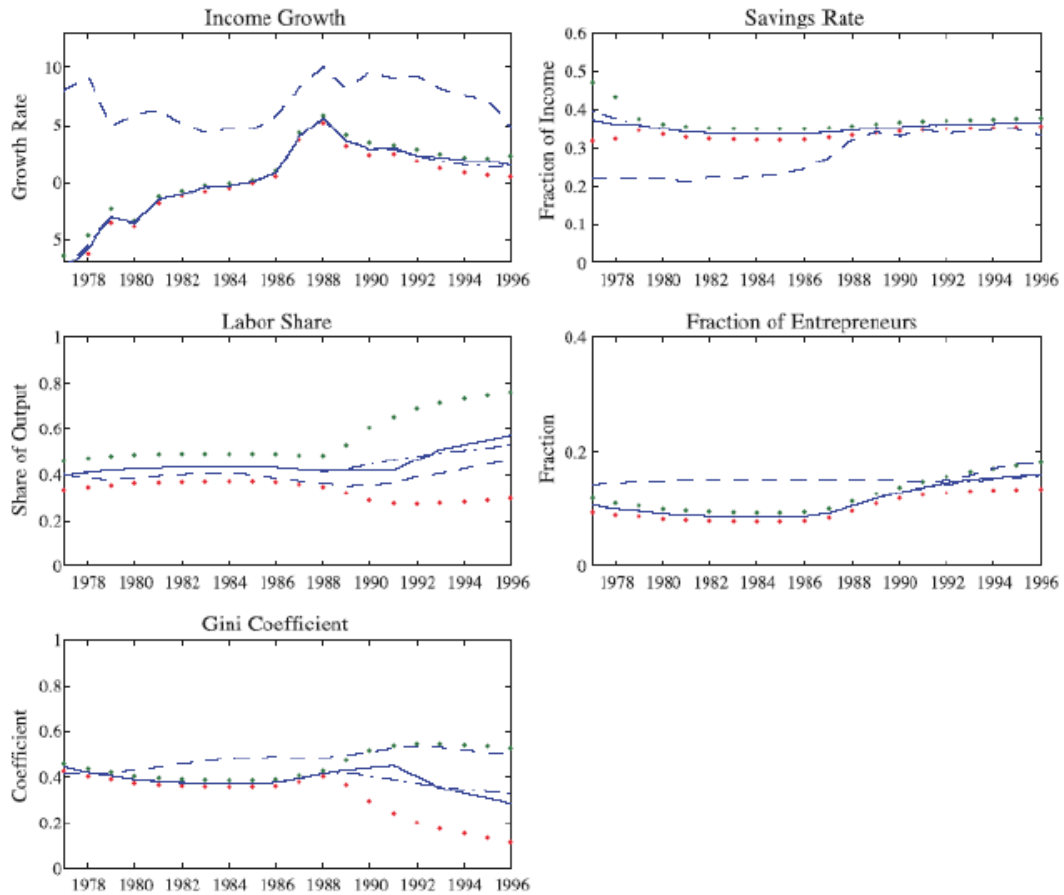 Income Growth
Growth Rate
10
5
0
5
1978 1980 1982 1984 1986 1988 1990 1992 1994 1996
Savings Rate
Fraction of Income
0.6
0.5
0.4
0.3
0.2
0.1
0
1978 1980 1982 1984 1986 1988 1990 1992 1994 1996
Labor Share
Share of Output
1
0.8
0.6
0.4
0.2
0
1978 1980 1982 1984 1986 1988 1990 1992 1994 1996
Fraction of Entrepreneurs
Fraction
0.4
0.2
0
1978 1980 1982 1984 1986 1988 1990 1992 1994 1996
Gini Coefficient
Coefficient
1
0.8
0.6
0.4
0.2
0
1978 1980 1982 1984 1986 1988 1990 1992 1994 1996